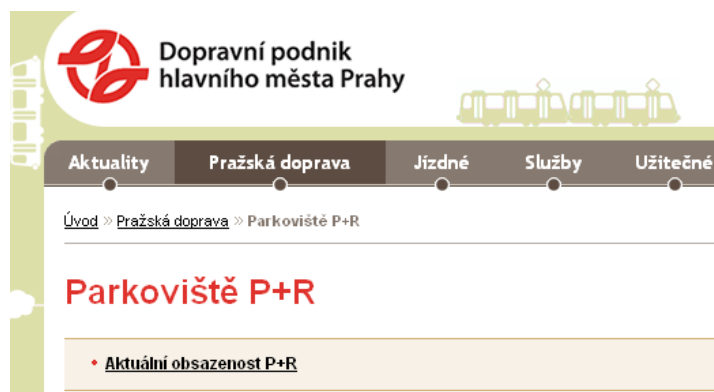 Dopravní podnik
hlavního města Prahy
Aktuality Pražská doprava Jízdné Služby Užitečné
Úvod » Pražská doprava » Parkoviště P+R
Parkoviště P+R
Aktuální obsazenost P+R